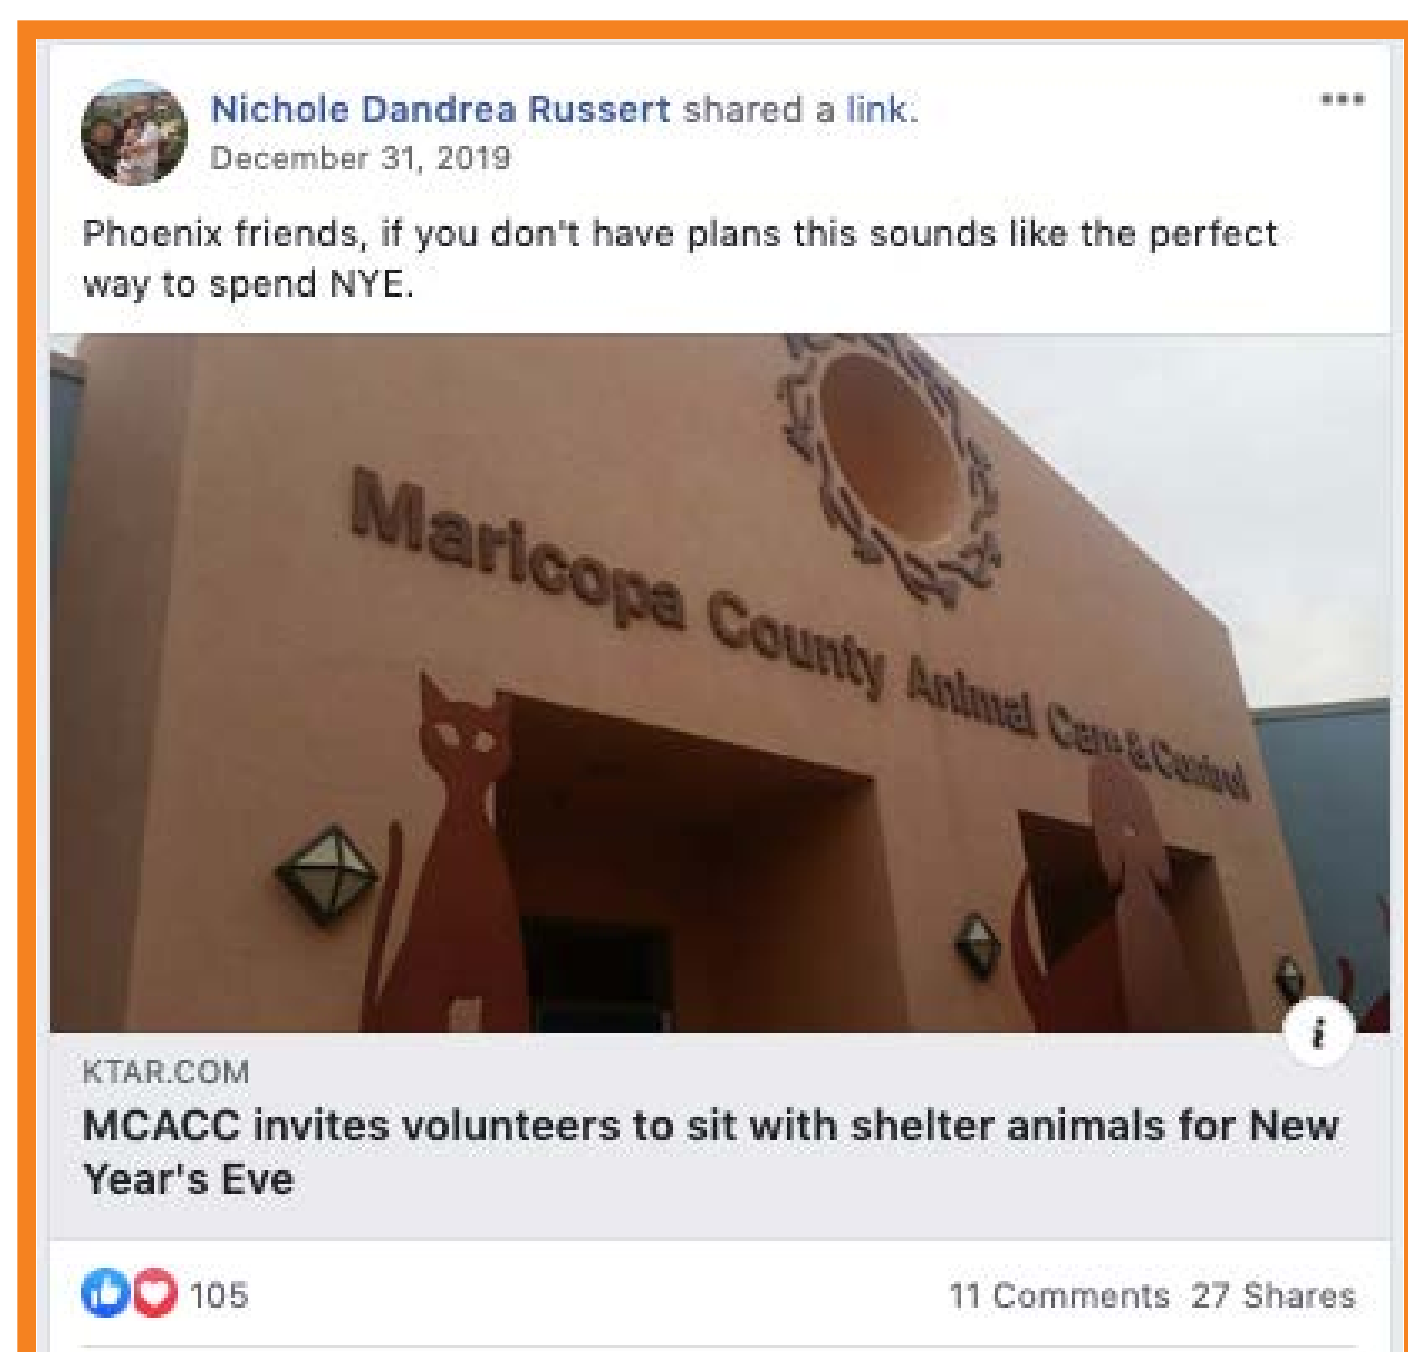 Nichole Dandrea Russert shared a link.
December 31, 2019
Phoenix friends, if you don't have plans this sounds like the perfect
way to spend NYE.
Maricopa County Animal Care & Control
i
KTAR.COM
MCACC invites volunteers to sit with shelter animals for New
Year's Eve
105
11 Comments 27 Shares